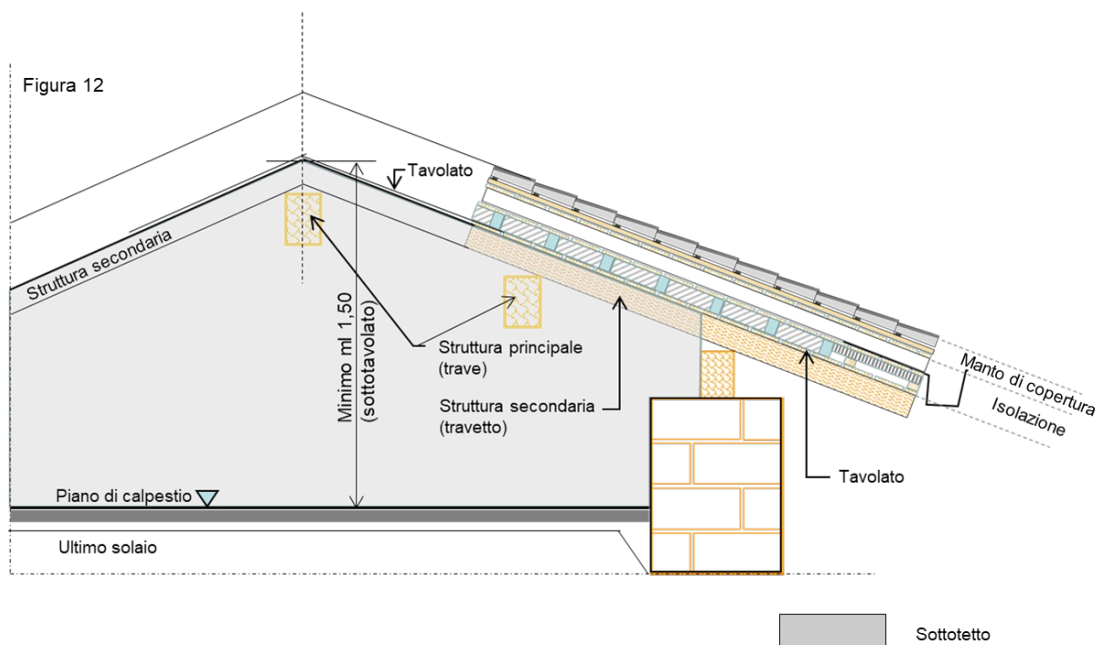 Figura 12
Tavolato
Struttura secondaria
Minimo ml 1,50
(sottotavolato)
Struttura principale
(trave)
Struttura secondaria
(travetto)
Manto di copertura
Isolazione
Tavolato
Piano di calpestio
Ultimo solaio
Sottotetto